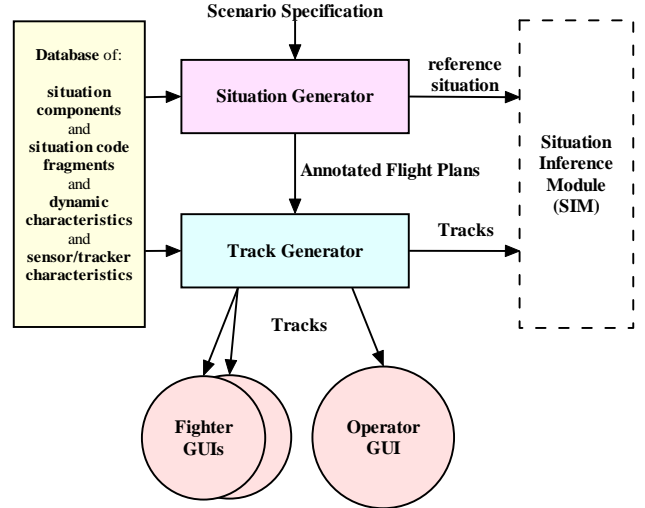 Scenario Specification
Database of:
situation
components
and
situation code
fragments
and
dynamic
characteristics
and
sensor/tracker
characteristics
Situation Generator
reference
situation
Situation
Inference
Module
(SIM)
Annotated Flight Plans
Track Generator
Tracks
Tracks
Fighter
GUIs
Operator
GUI